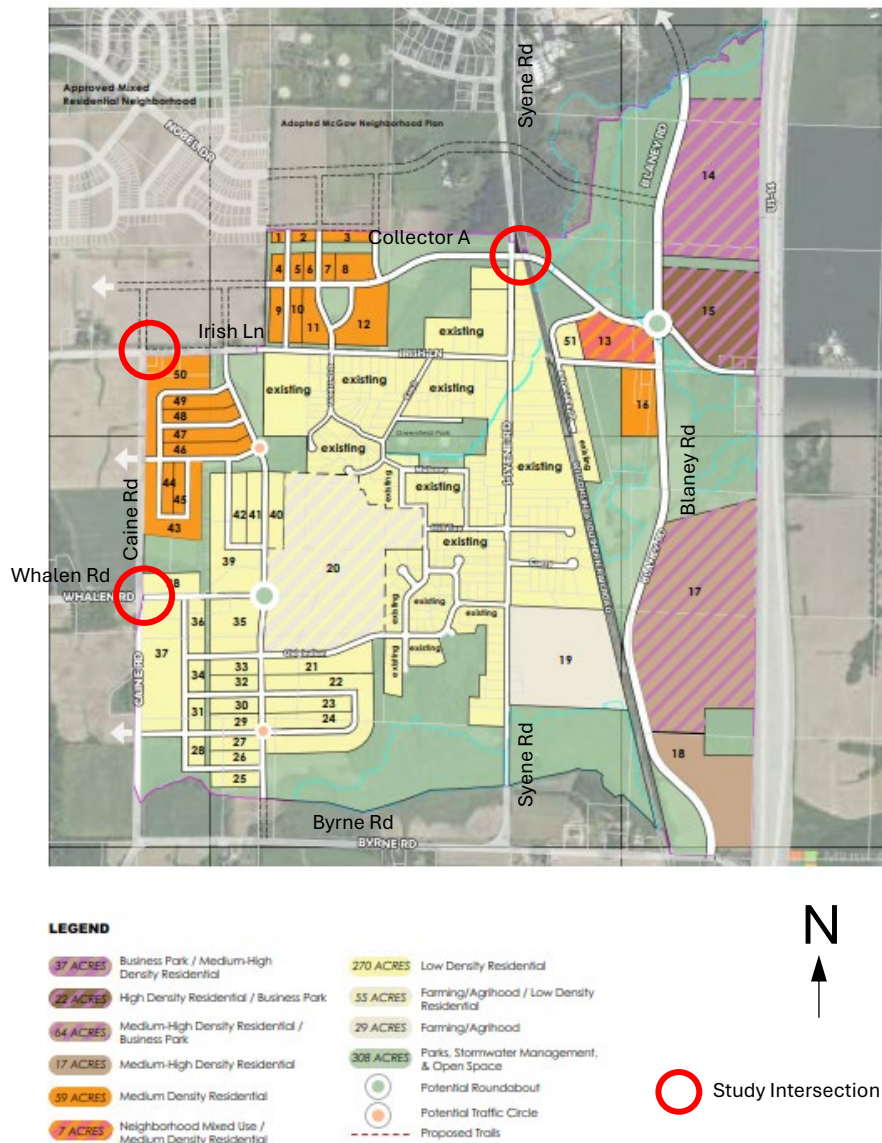 Approved Mixed
Residential Neighborhood
NOBEL DR
Adopted McGaw Neighborhood Plan
Syene Rd
BLANEY RD
US-14
14
1
2
3
Collector A
4
5
6
7
8
9
10
11
12
15
Irish Ln
existing
51
13
50
existing
existing
existing
16
49
48
47
46
44
45
43
Greenfield Park
existing
existing
existing
existing
existing
Blaney Rd
Caine Rd
42
41
40
39
20
existing
17
Whalen Rd
WHALEN RD
38
36
35
existing
existing
existing
existing
existing
37
CAINE RD
34
33
32
21
22
19
31
30
29
23
24
28
27
26
25
18
Syene Rd
Byrne Rd
BYRNE RD
LEGEND
37 ACRES Business Park / Medium-High
Density Residential
22 ACRES High Density Residential / Business Park
64 ACRES Medium-High Density Residential /
Business Park
17 ACRES Medium-High Density Residential
59 ACRES Medium Density Residential
7 ACRES Neighborhood Mixed Use /
Medium Density Residential
270 ACRES Low Density Residential
55 ACRES Farming/Agrihood / Low Density
Residential
29 ACRES Farming/Agrihood
308 ACRES Parks, Stormwater Management,
& Open Space
Potential Roundabout
Potential Traffic Circle
Proposed Trails
N
Study Intersection